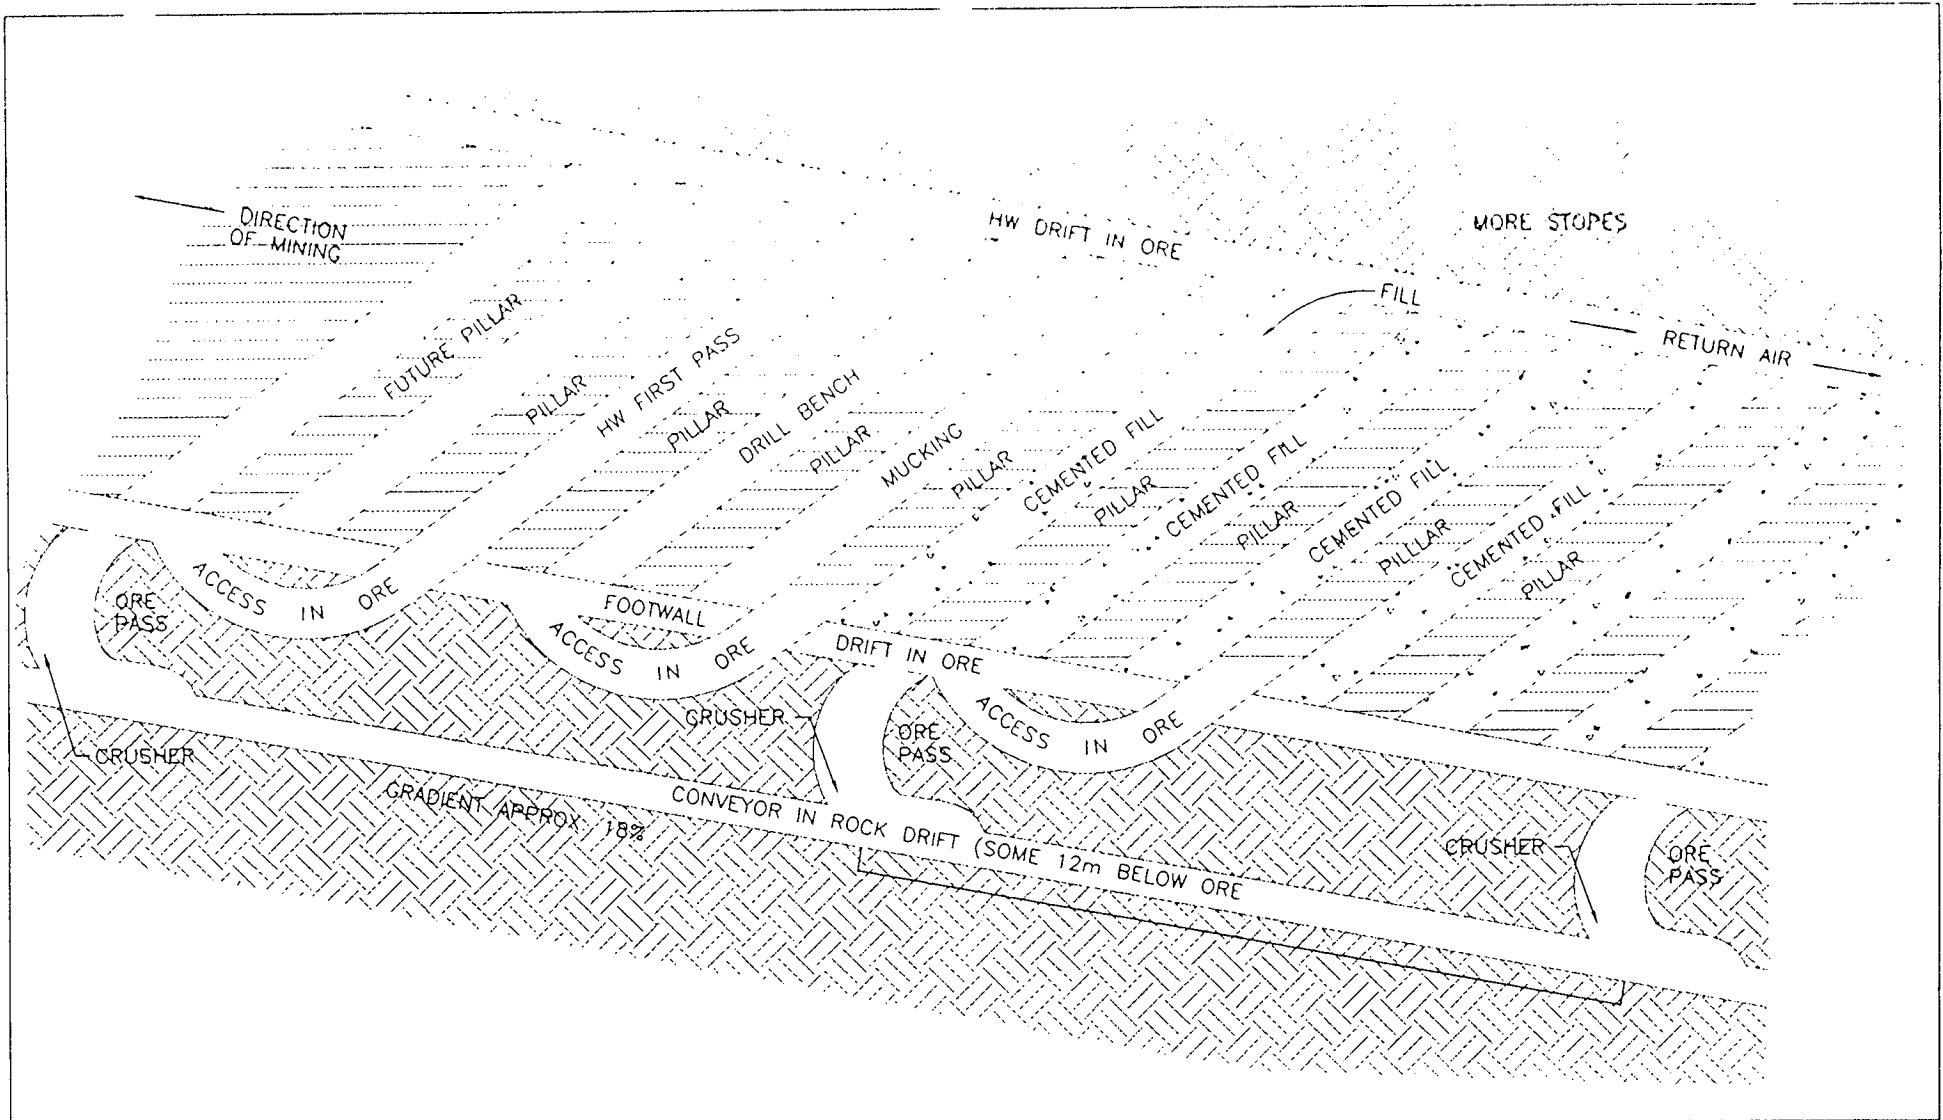 DIRECTION
OF MINING
HW DRIFT IN ORE
MORE STOPES
FILL
RETURN AIR
FUTURE PILLAR
PILLAR
HW FIRST PASS
PILLAR
DRILL BENCH
PILLAR
MUCKING
PILLAR
CEMENTED FILL
PILLAR
CEMENTED FILL
PILLAR
CEMENTED FILL
PILLLAR
CEMENTED FILL
PILLAR
ORE
PASS
ACCESS IN ORE
FOOTWALL
ACCESS IN ORE
DRIFT IN ORE
CRUSHER
ORE
PASS
ACCESS IN ORE
CRUSHER
GRADIENT APPROX. 18%
CONVEYOR IN ROCK DRIFT (SOME 12m BELOW ORE
CRUSHER
ORE
PASS